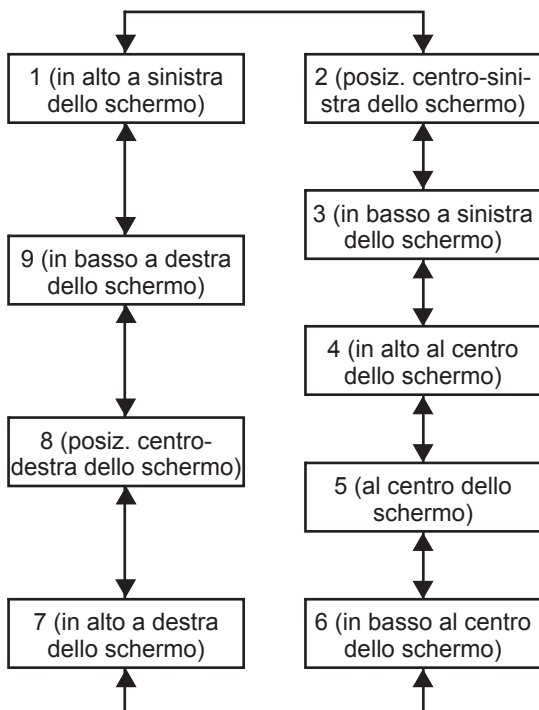 1 (in alto a sinistra
dello schermo)
2 (posiz. centro-sini-
stra dello schermo)
3 (in basso a sinistra
dello schermo)
9 (in basso a destra
dello schermo)
4 (in alto al centro
dello schermo)
8 (posiz. centro-
destra dello schermo)
5 (al centro dello
schermo)
7 (in alto a destra
dello schermo)
6 (in basso al centro
dello schermo)